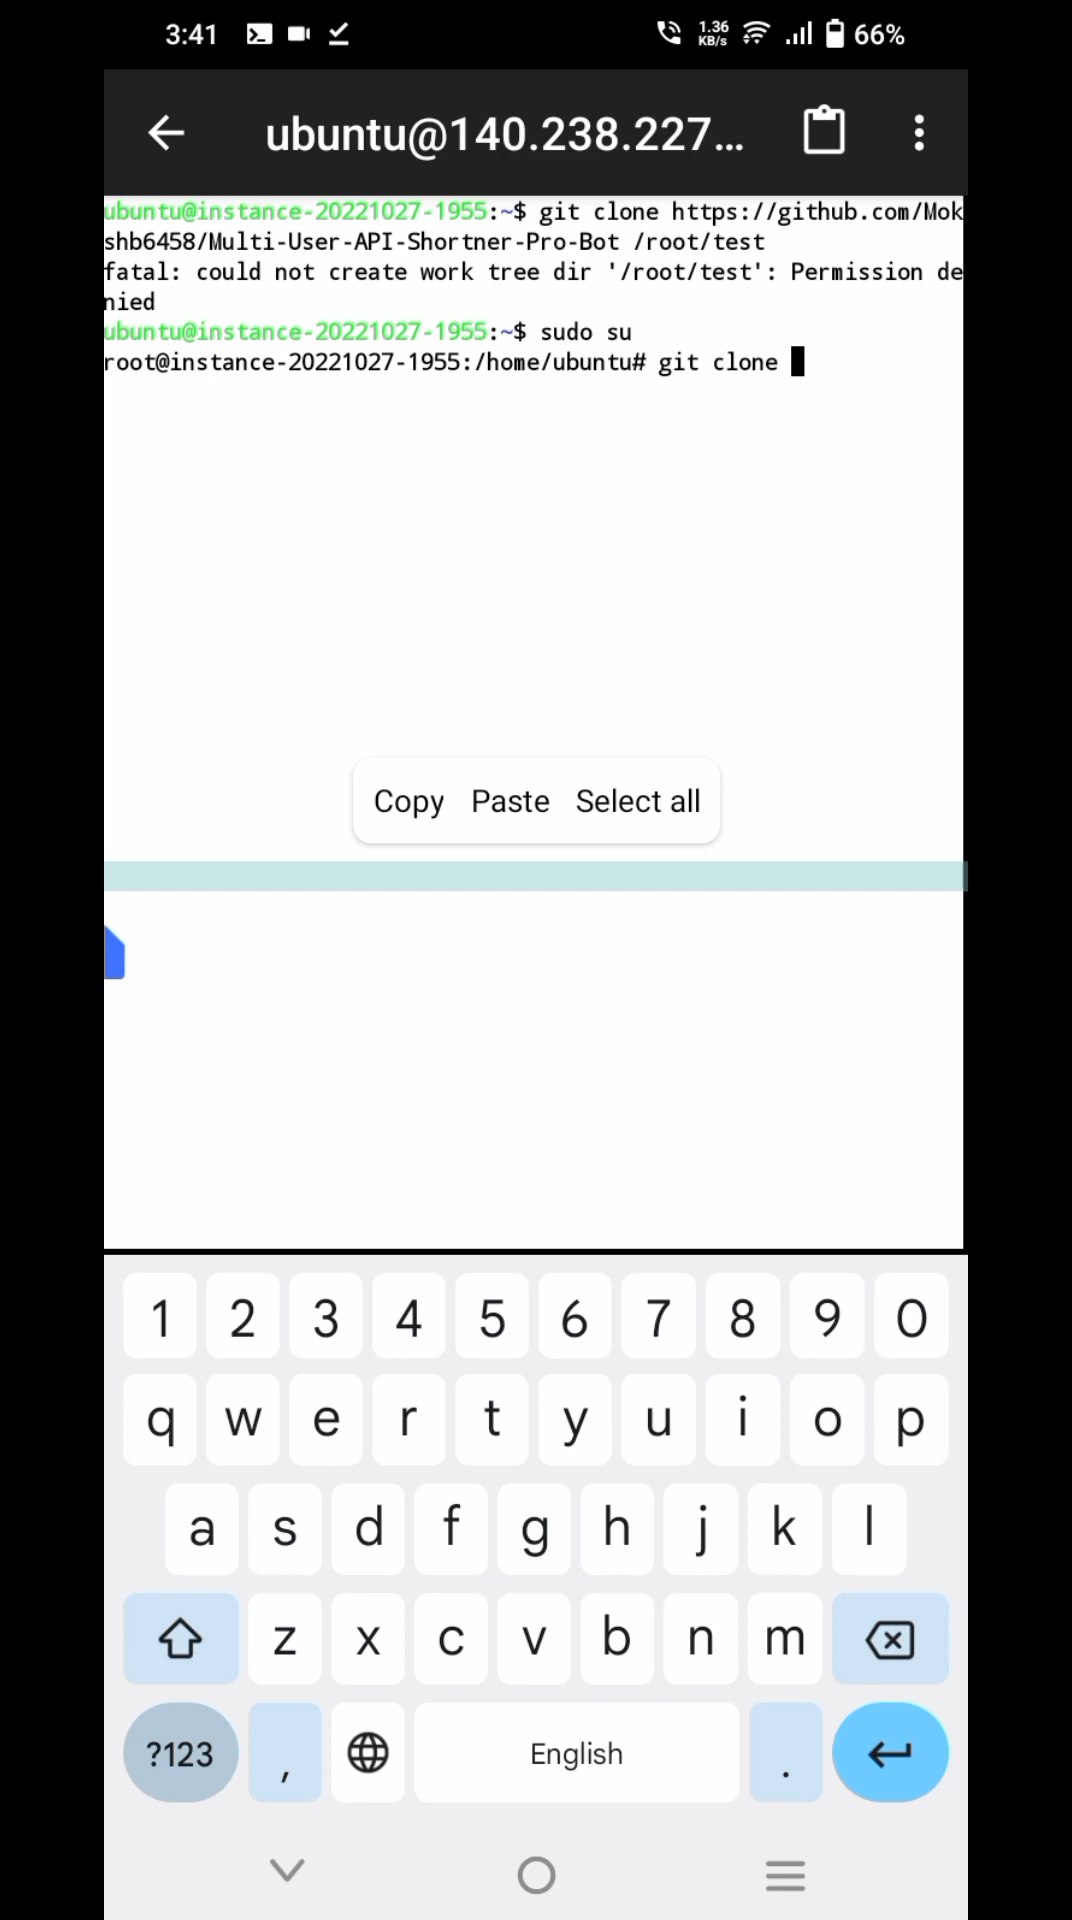 3:41
1.36
KB/s
66%
ubuntu@140.238.227...
ubuntu@instance-20221027-1955:~$ git clone https://github.com/Mok
shb6458/Multi-User-API-Shortner-Pro-Bot /root/test
fatal: could not create work tree dir '/root/test': Permission de
nied
ubuntu@instance-20221027-1955:~$ sudo su
root@instance-20221027-1955:/home/ubuntu# git clone
Copy Paste Select all
1 2 3 4 5 6 7 8 9 0
q w e r t y u i o p
a s d f g h j k l
z x c v b n m
?123 , English .